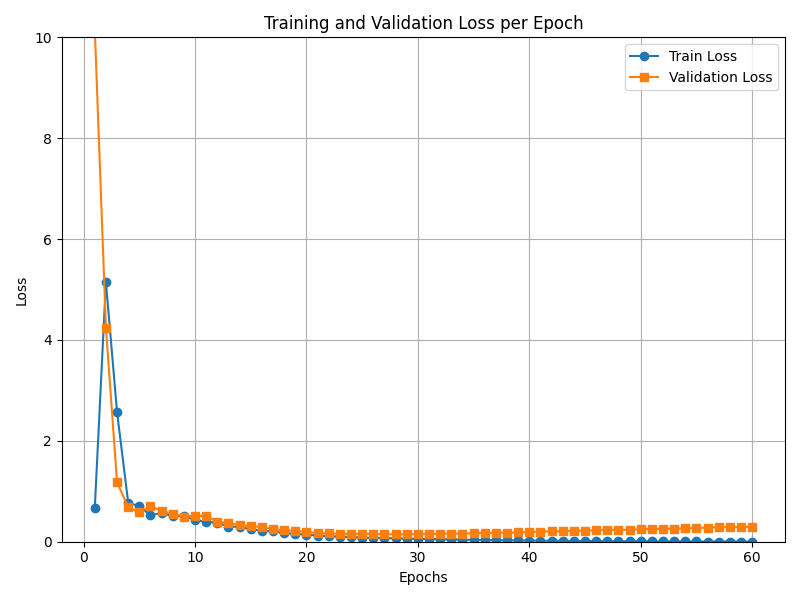 Training and Validation Loss per Epoch
Train Loss
Validation Loss
10
8
6
4
2
0
Loss
0 10 20 30 40 50 60
Epochs